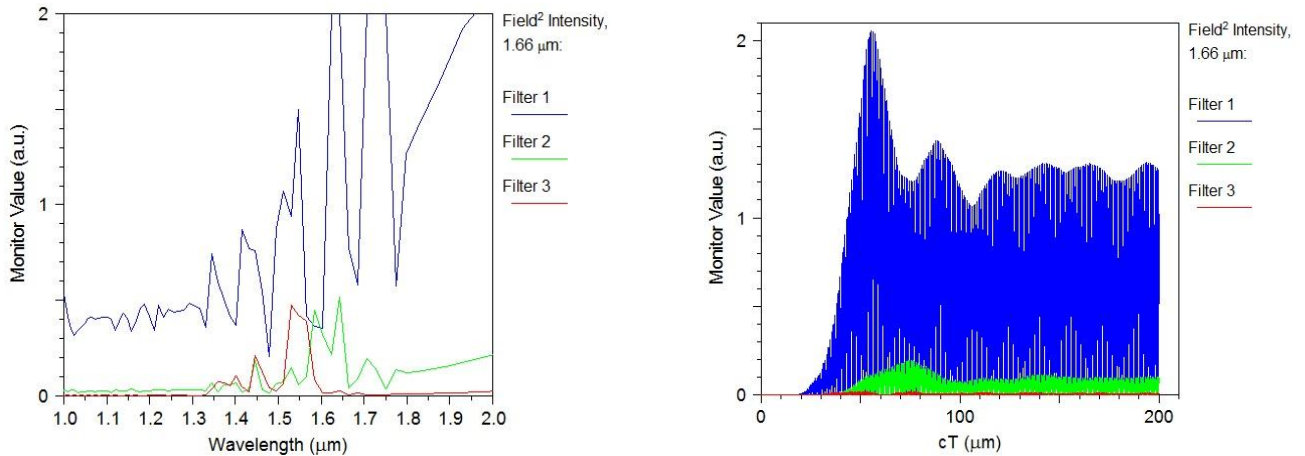 2
1
0
Monitor Value (a.u.)
1.0 1.1 1.2 1.3 1.4 1.5 1.6 1.7 1.8 1.9 2.0
Wavelength (μm)
Field² Intensity,
1.66 μm:
Filter 1
Filter 2
Filter 3
2
1
0
Monitor Value (a.u.)
0 100 200
cT (μm)
Field² Intensity,
1.66 μm:
Filter 1
Filter 2
Filter 3